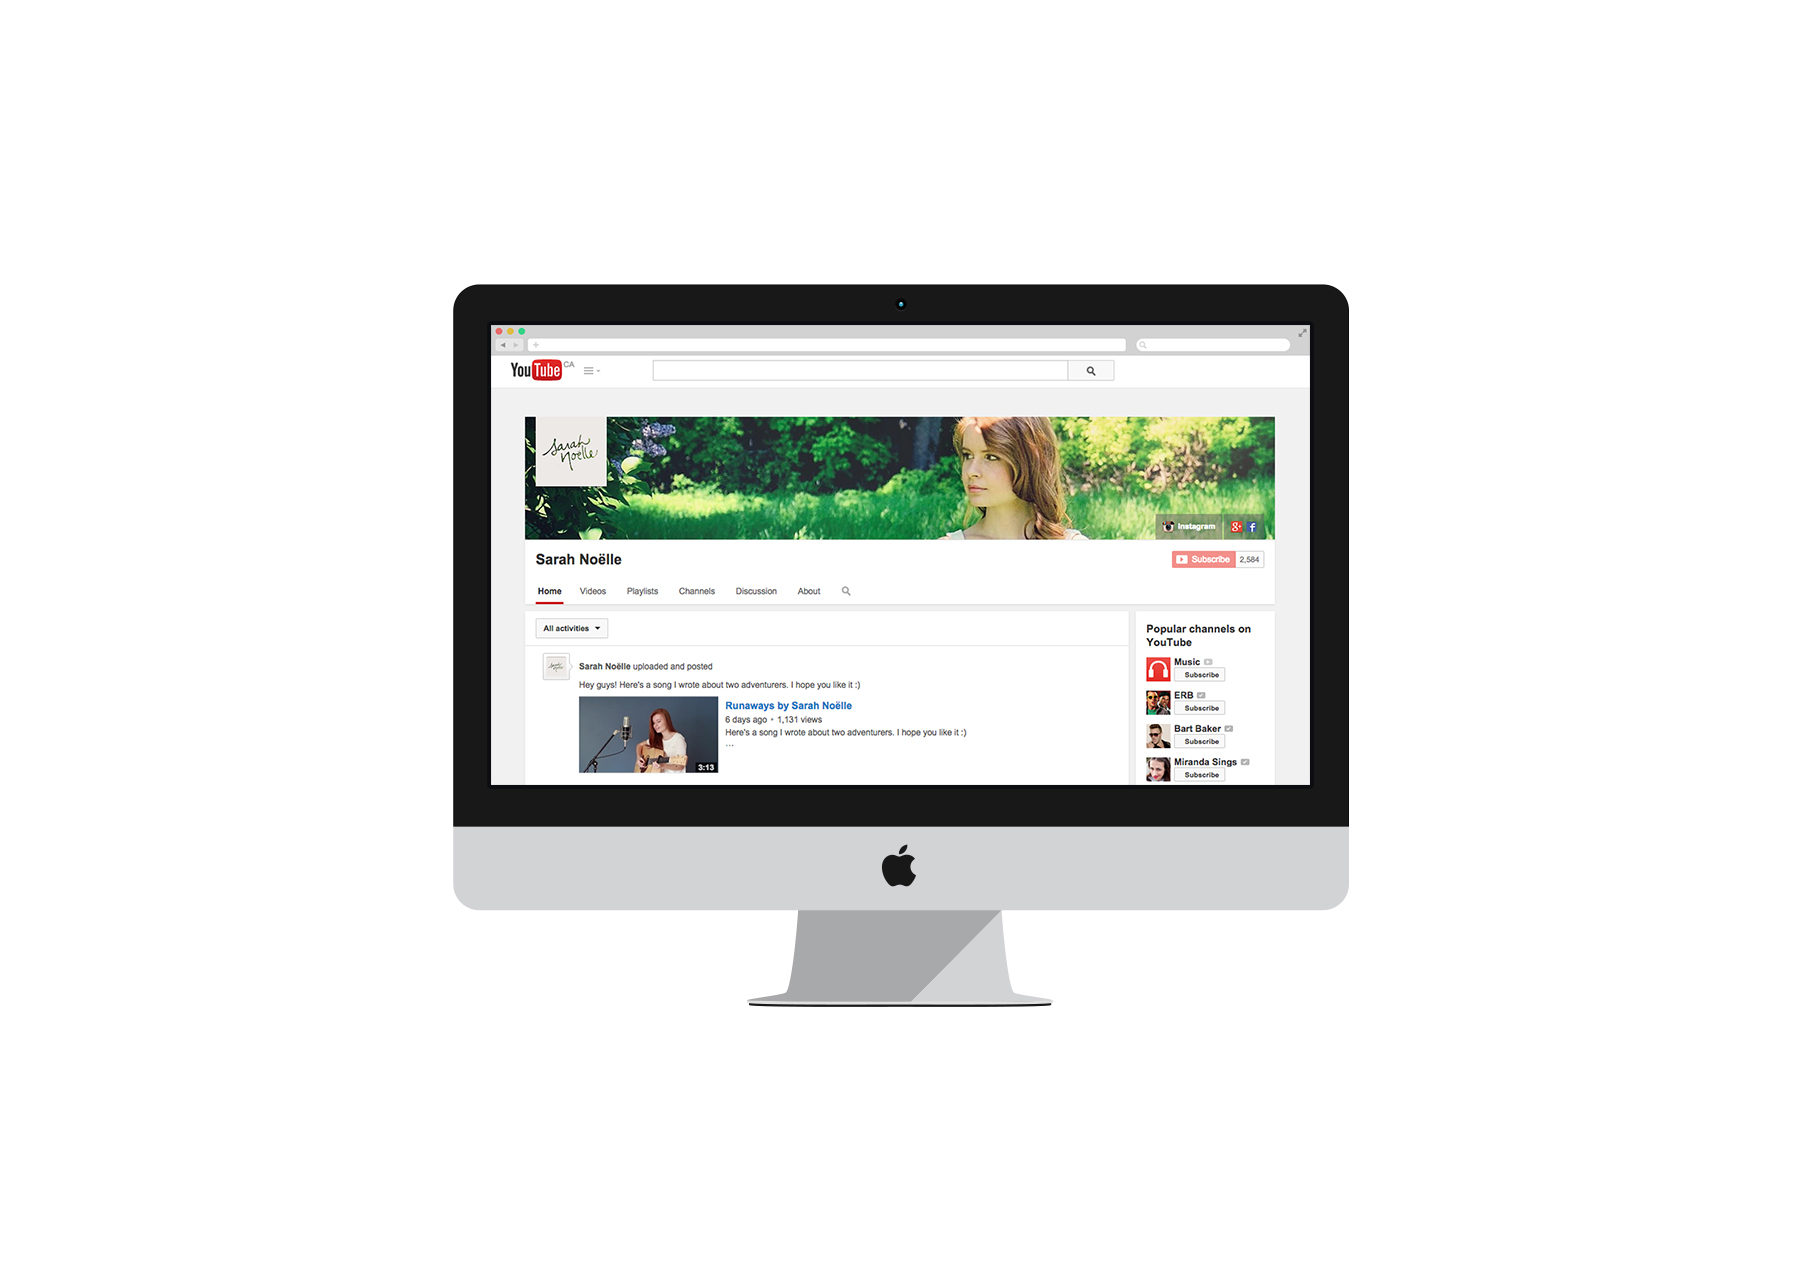 YouTube CA
Sarah
Noëlle
Instagram
Sarah Noëlle
Subscribe 2,584
Home Videos Playlists Channels Discussion About
All activities
Sarah Noëlle uploaded and posted
Hey guys! Here's a song I wrote about two adventurers. I hope you like it :)
Runaways by Sarah Noëlle
6 days ago • 1,131 views
Here's a song I wrote about two adventurers. I hope you like it :)
...
3:13
Popular channels on
YouTube
Music
Subscribe
ERB
Subscribe
Bart Baker
Subscribe
Miranda Sings
Subscribe